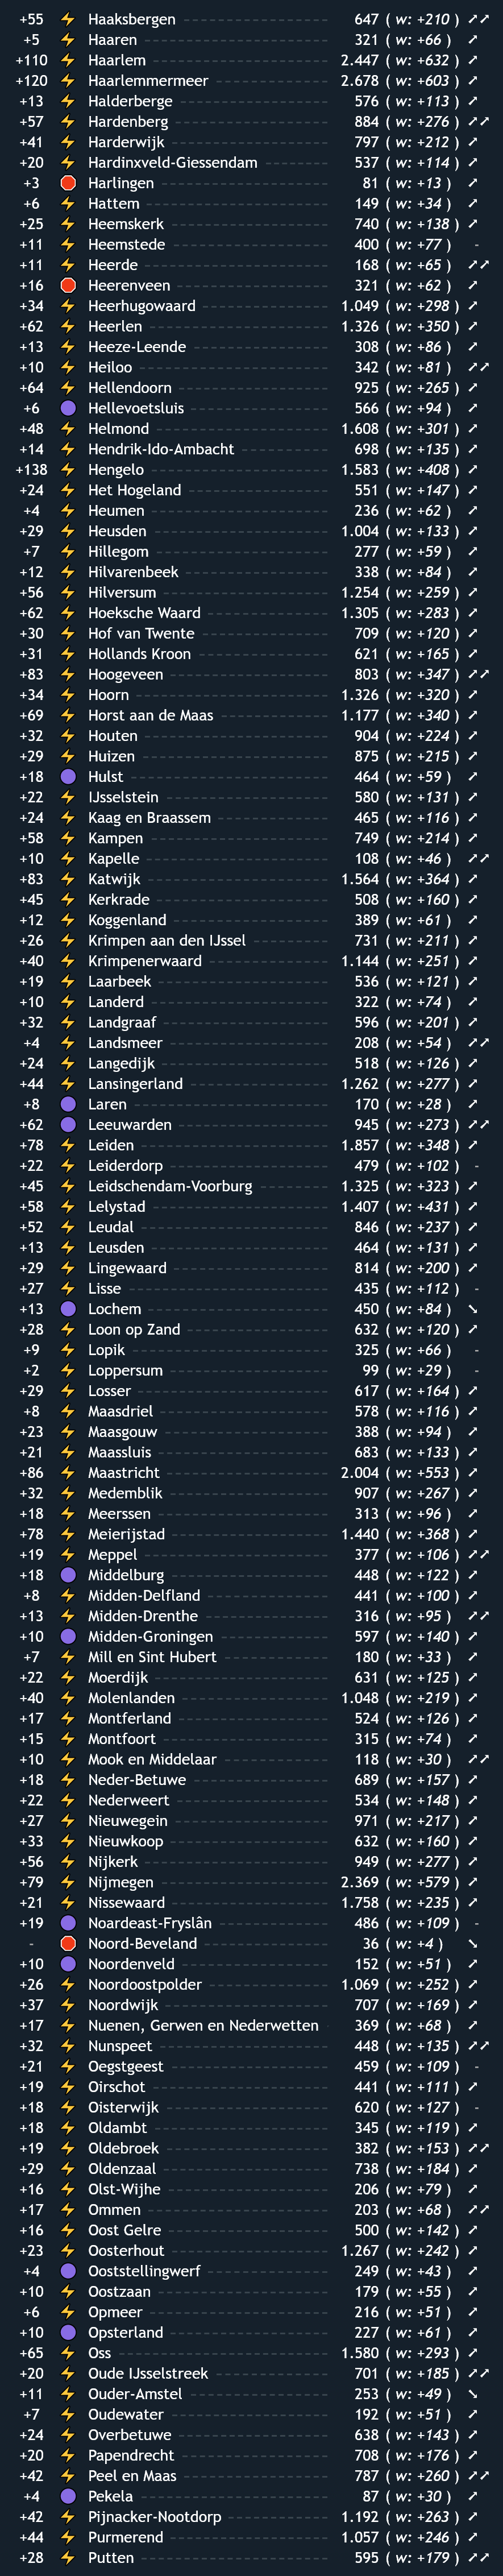 +55 Haaksbergen 647 ( w: +210 )
+5 Haaren 321 ( w: +66 )
+110 Haarlem 2.447 ( w: +632 )
+120 Haarlemmermeer 2.678 ( w: +603 )
+13 Halderberge 576 ( w: +113 )
+57 Hardenberg 884 ( w: +276 )
+41 Harderwijk 797 ( w: +212 )
+20 Hardinxveld-Giessendam 537 ( w: +114 )
+3 Harlingen 81 ( w: +13 )
+6 Hattem 149 ( w: +34 )
+25 Heemskerk 740 ( w: +138 )
+11 Heemstede 400 ( w: +77 ) -
+11 Heerde 168 ( w: +65 )
+16 Heerenveen 321 ( w: +62 )
+34 Heerhugowaard 1.049 ( w: +298 )
+62 Heerlen 1.326 ( w: +350 )
+13 Heeze-Leende 308 ( w: +86 )
+10 Heiloo 342 ( w: +81 )
+64 Hellendoorn 925 ( w: +265 )
+6 Hellevoetsluis 566 ( w: +94 )
+48 Helmond 1.608 ( w: +301 )
+14 Hendrik-Ido-Ambacht 698 ( w: +135 )
+138 Hengelo 1.583 ( w: +408 )
+24 Het Hogeland 551 ( w: +147 )
+4 Heumen 236 ( w: +62 )
+29 Heusden 1.004 ( w: +133 )
+7 Hillegom 277 ( w: +59 )
+12 Hilvarenbeek 338 ( w: +84 )
+56 Hilversum 1.254 ( w: +259 )
+62 Hoeksche Waard 1.305 ( w: +283 )
+30 Hof van Twente 709 ( w: +120 )
+31 Hollands Kroon 621 ( w: +165 )
+83 Hoogeveen 803 ( w: +347 )
+34 Hoorn 1.326 ( w: +320 )
+69 Horst aan de Maas 1.177 ( w: +340 )
+32 Houten 904 ( w: +224 )
+29 Huizen 875 ( w: +215 )
+18 Hulst 464 ( w: +59 )
+22 IJsselstein 580 ( w: +131 )
+24 Kaag en Braassem 465 ( w: +116 )
+58 Kampen 749 ( w: +214 )
+10 Kapelle 108 ( w: +46 )
+83 Katwijk 1.564 ( w: +364 )
+45 Kerkrade 508 ( w: +160 )
+12 Koggenland 389 ( w: +61 )
+26 Krimpen aan den IJssel 731 ( w: +211 )
+40 Krimpenerwaard 1.144 ( w: +251 )
+19 Laarbeek 536 ( w: +121 )
+10 Landerd 322 ( w: +74 )
+32 Landgraaf 596 ( w: +201 )
+4 Landsmeer 208 ( w: +54 )
+24 Langedijk 518 ( w: +126 )
+44 Lansingerland 1.262 ( w: +277 )
+8 Laren 170 ( w: +28 )
+62 Leeuwarden 945 ( w: +273 )
+78 Leiden 1.857 ( w: +348 )
+22 Leiderdorp 479 ( w: +102 ) -
+45 Leidschendam-Voorburg 1.325 ( w: +323 )
+58 Lelystad 1.407 ( w: +431 )
+52 Leudal 846 ( w: +237 )
+13 Leusden 464 ( w: +131 )
+29 Lingewaard 814 ( w: +200 )
+27 Lisse 435 ( w: +112 ) -
+13 Lochem 450 ( w: +84 )
+28 Loon op Zand 632 ( w: +120 )
+9 Lopik 325 ( w: +66 ) -
+2 Loppersum 99 ( w: +29 ) -
+29 Losser 617 ( w: +164 )
+8 Maasdriel 578 ( w: +116 )
+23 Maasgouw 388 ( w: +94 )
+21 Maassluis 683 ( w: +133 )
+86 Maastricht 2.004 ( w: +553 )
+32 Medemblik 907 ( w: +267 )
+18 Meerssen 313 ( w: +96 )
+78 Meierijstad 1.440 ( w: +368 )
+19 Meppel 377 ( w: +106 )
+18 Middelburg 448 ( w: +122 )
+8 Midden-Delfland 441 ( w: +100 )
+13 Midden-Drenthe 316 ( w: +95 )
+10 Midden-Groningen 597 ( w: +140 )
+7 Mill en Sint Hubert 180 ( w: +33 )
+22 Moerdijk 631 ( w: +125 )
+40 Molenlanden 1.048 ( w: +219 )
+17 Montferland 524 ( w: +126 )
+15 Montfoort 315 ( w: +74 )
+10 Mook en Middelaar 118 ( w: +30 )
+18 Neder-Betuwe 689 ( w: +157 )
+22 Nederweert 534 ( w: +148 )
+27 Nieuwegein 971 ( w: +217 )
+33 Nieuwkoop 632 ( w: +160 )
+56 Nijkerk 949 ( w: +277 )
+79 Nijmegen 2.369 ( w: +579 )
+21 Nissewaard 1.758 ( w: +235 )
+19 Noardeast-Fryslân 486 ( w: +109 ) -
- Noord-Beveland 36 ( w: +4 )
+10 Noordenveld 152 ( w: +51 )
+26 Noordoostpolder 1.069 ( w: +252 )
+37 Noordwijk 707 ( w: +169 )
+17 Nuenen, Gerwen en Nederwetten 369 ( w: +68 )
+32 Nunspeet 448 ( w: +135 )
+21 Oegstgeest 459 ( w: +109 ) -
+19 Oirschot 441 ( w: +111 )
+18 Oisterwijk 620 ( w: +127 ) -
+18 Oldambt 345 ( w: +119 )
+19 Oldebroek 382 ( w: +153 )
+29 Oldenzaal 738 ( w: +184 )
+16 Olst-Wijhe 206 ( w: +79 )
+17 Ommen 203 ( w: +68 )
+16 Oost Gelre 500 ( w: +142 )
+23 Oosterhout 1.267 ( w: +242 )
+4 Ooststellingwerf 249 ( w: +43 )
+10 Oostzaan 179 ( w: +55 )
+6 Opmeer 216 ( w: +51 )
+10 Opsterland 227 ( w: +61 )
+65 Oss 1.580 ( w: +293 )
+20 Oude IJsselstreek 701 ( w: +185 )
+11 Ouder-Amstel 253 ( w: +49 )
+7 Oudewater 192 ( w: +51 )
+24 Overbetuwe 638 ( w: +143 )
+20 Papendrecht 708 ( w: +176 )
+42 Peel en Maas 787 ( w: +260 )
+4 Pekela 87 ( w: +30 )
+42 Pijnacker-Nootdorp 1.192 ( w: +263 )
+44 Purmerend 1.057 ( w: +246 )
+28 Putten 595 ( w: +179 )